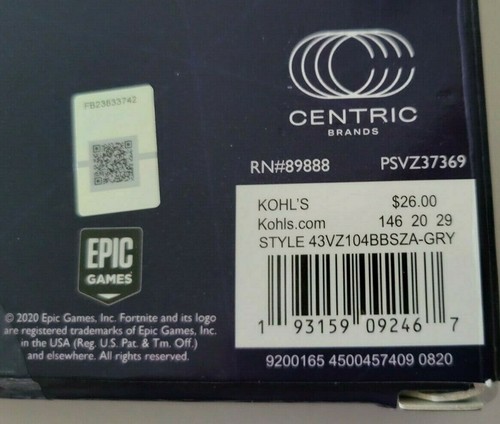 FB23833742
CENTRIC
BRANDS
RN#89888 PSVZ37369
KOHL'S $26.00
Kohls.com 146 20 29
STYLE 43VZ104BBSZA-GRY
1 93159 09246 7
9200165 4500457409 0820
EPIC
GAMES
© 2020 Epic Games, Inc. Fortnite and its logo
are registered trademarks of Epic Games, Inc.
in the USA (Reg. U.S. Pat. & Tm. Off.)
and elsewhere. All rights reserved.